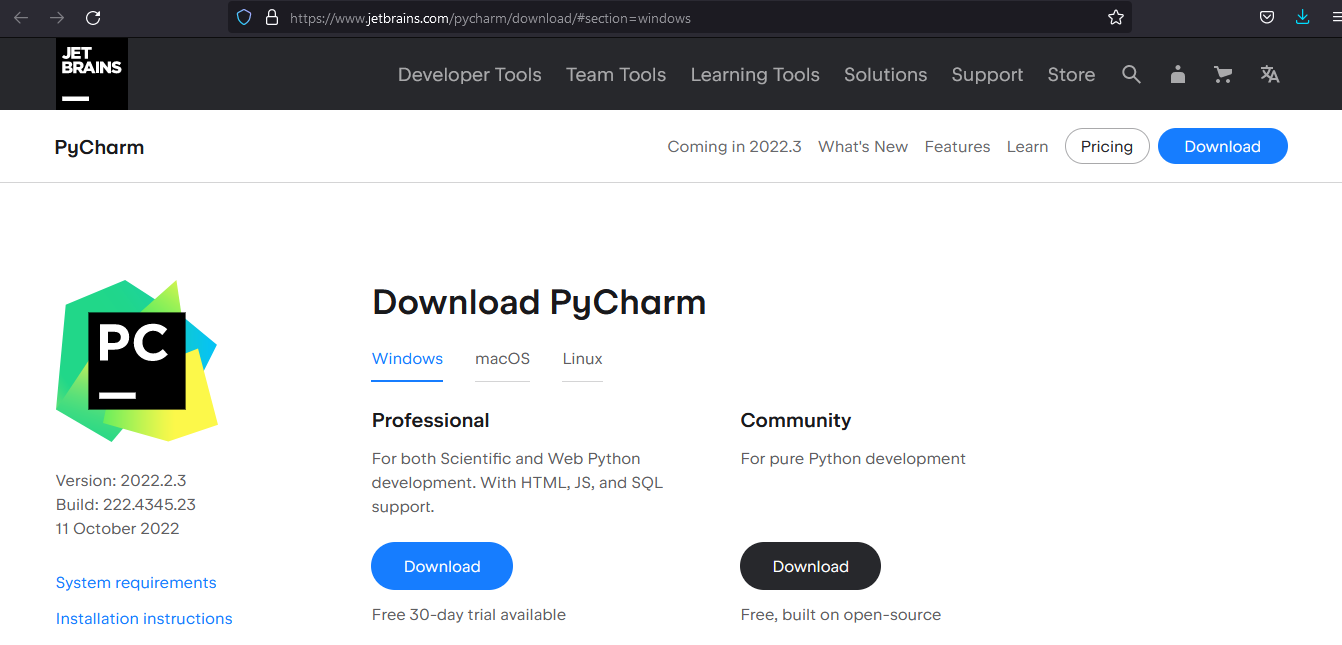 https://www.jetbrains.com/pycharm/download/#section=windows
JET
BRAINS
Developer Tools Team Tools Learning Tools Solutions Support Store
PyCharm Coming in 2022.3 What's New Features Learn Pricing Download
PC
Version: 2022.2.3
Build: 222.4345.23
11 October 2022
System requirements
Installation instructions
Download PyCharm
Windows macOS Linux
Professional
For both Scientific and Web Python
development. With HTML, JS, and SQL
support.
Download
Free 30-day trial available
Community
For pure Python development
Download
Free, built on open-source